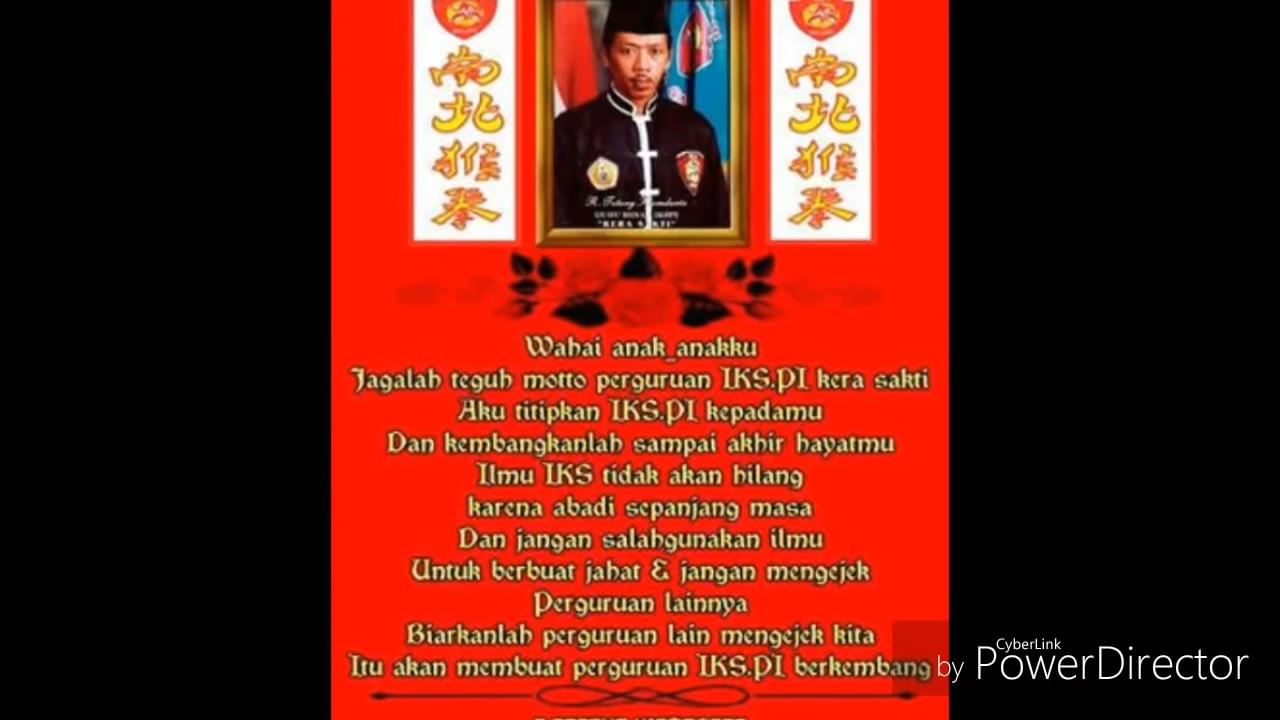 南
北
猴
拳
南
北
猴
拳
R. Totong
"KERA SAKTI"
Wahai anak_anakku
Jagalah teguh motto perguruan IKS.PI kera sakti
Aku titipkan IKS.PI kepadamu
Dan kembangkanlah sampai akhir hayatmu
Ilmu IKS tidak akan hilang
karena abadi sepanjang masa
Dan jangan salahgunakan ilmu
Untuk berbuat jahat & jangan mengejek
Perguruan lainnya
Biarkanlah perguruan lain mengejek kita
Itu akan membuat perguruan IKS.PI berkembang
CyberLink
by PowerDirector